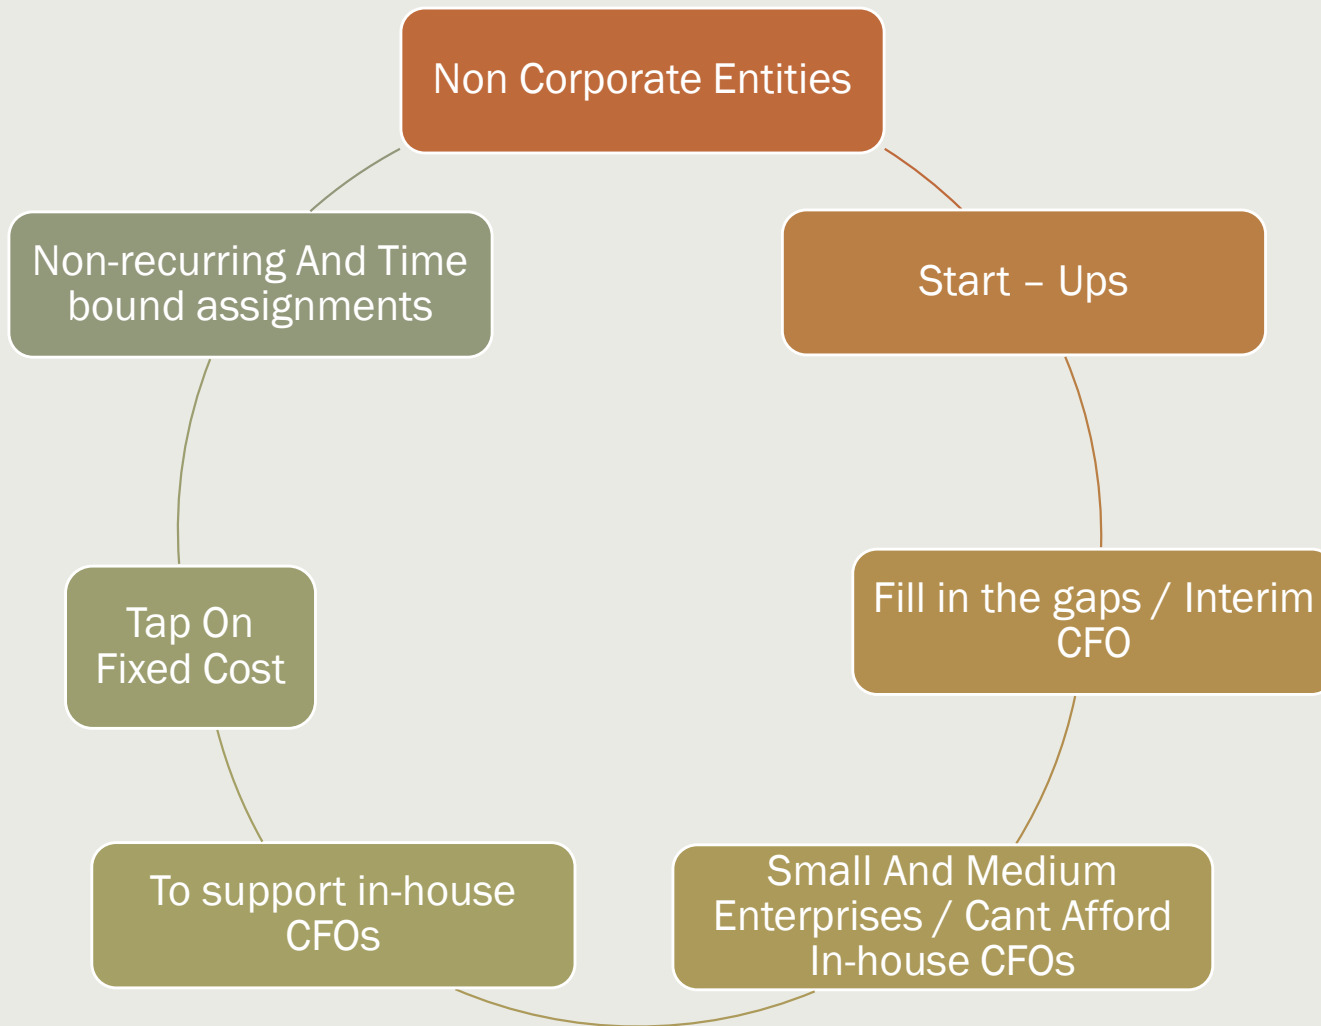 Non Corporate Entities
Start – Ups
Fill in the gaps / Interim
CFO
Small And Medium
Enterprises / Cant Afford
In-house CFOs
To support in-house
CFOs
Tap On
Fixed Cost
Non-recurring And Time
bound assignments